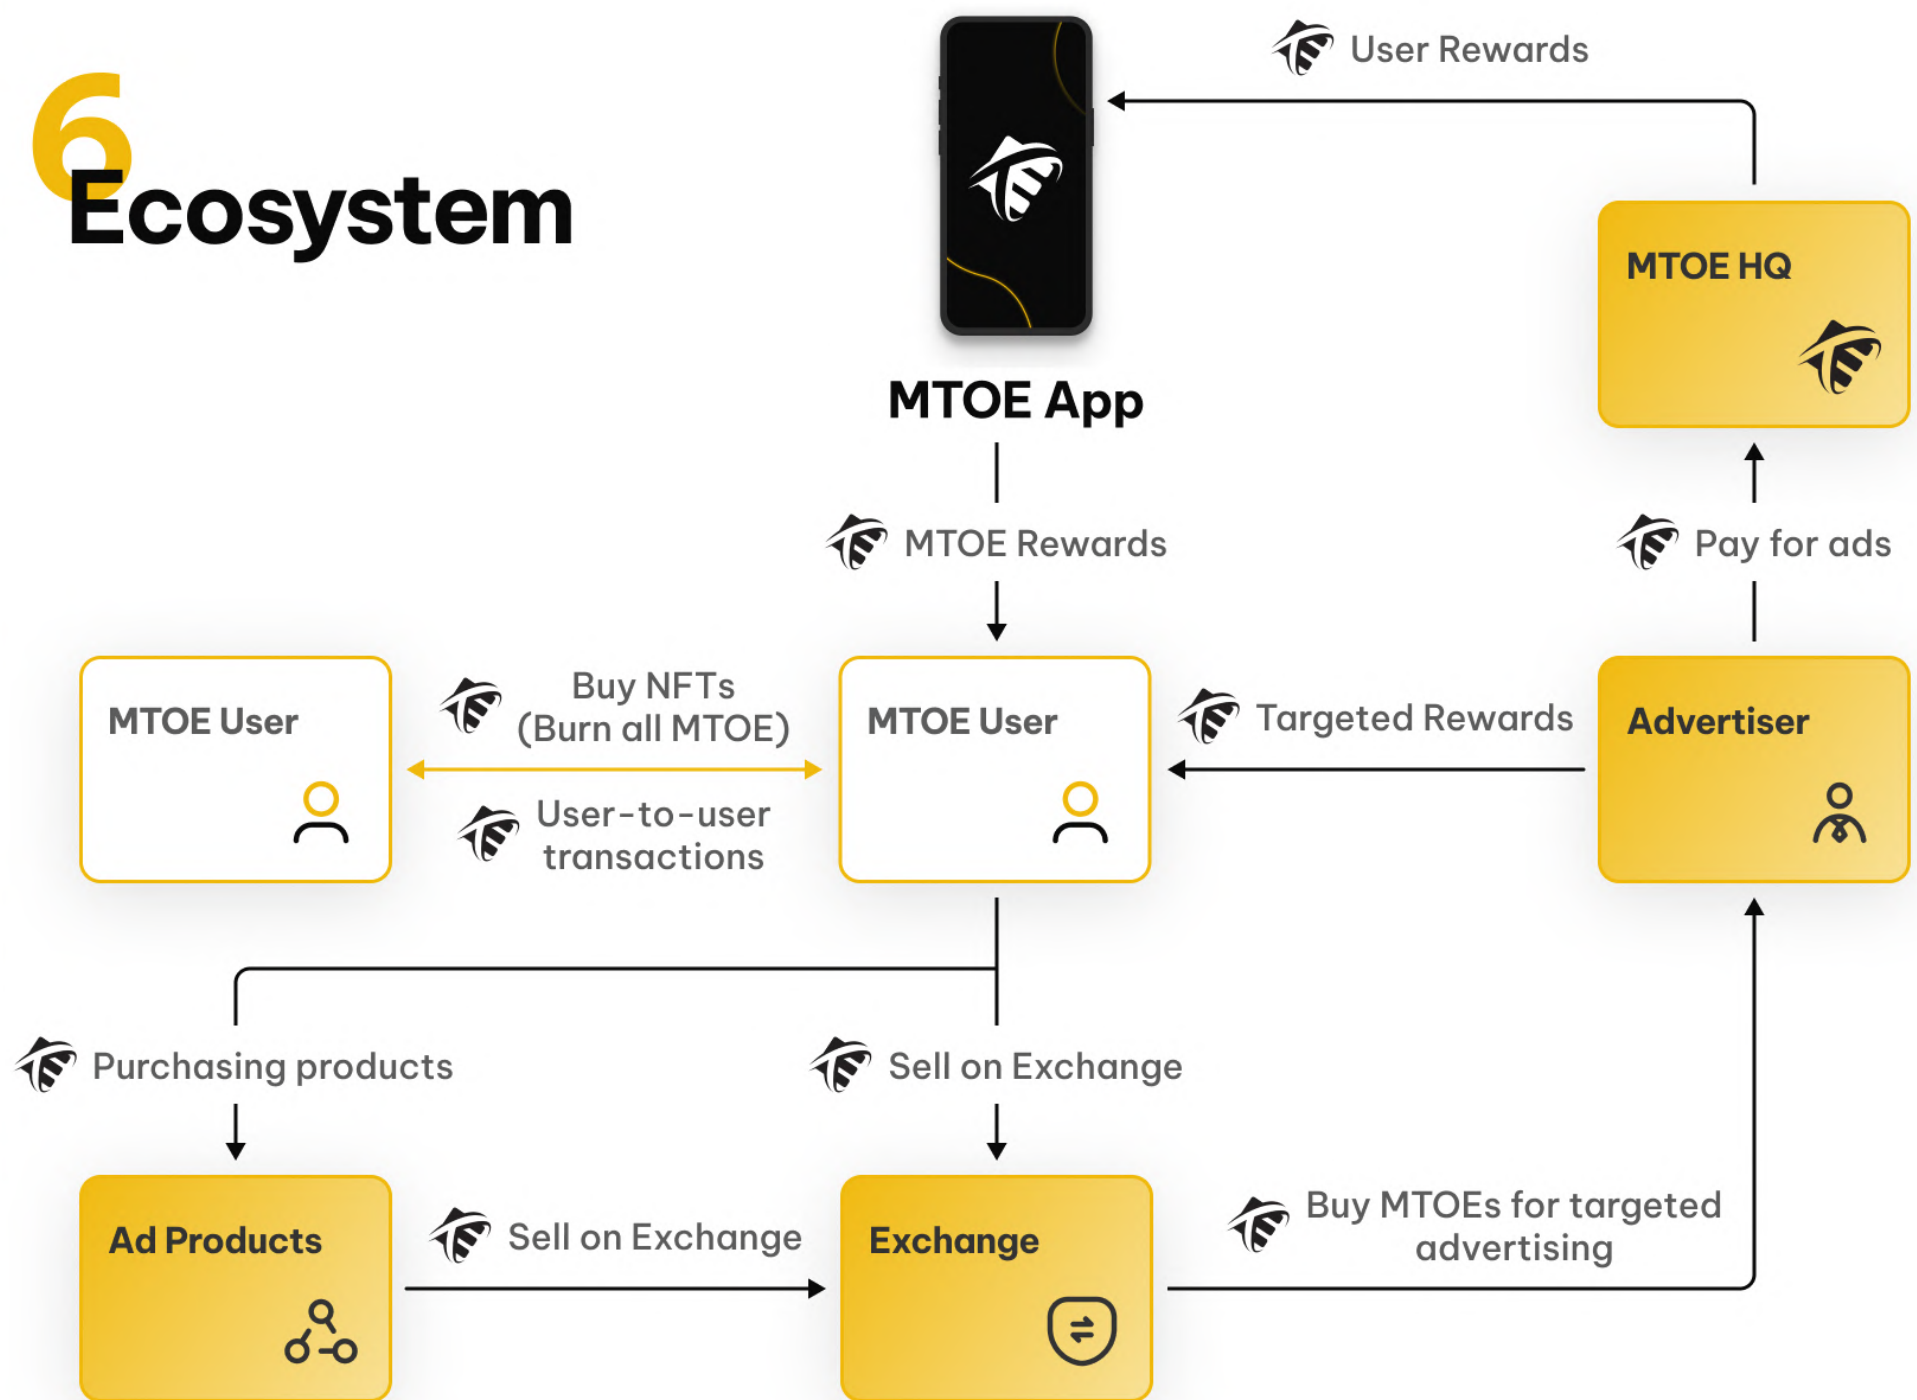 6
Ecosystem
User Rewards
MTOE HQ
MTOE App
MTOE Rewards
Pay for ads
MTOE User
Buy NFTs
(Burn all MTOE)
User-to-user
transactions
MTOE User
Targeted Rewards
Advertiser
Purchasing products
Sell on Exchange
Ad Products
Sell on Exchange
Exchange
Buy MTOEs for targeted
advertising